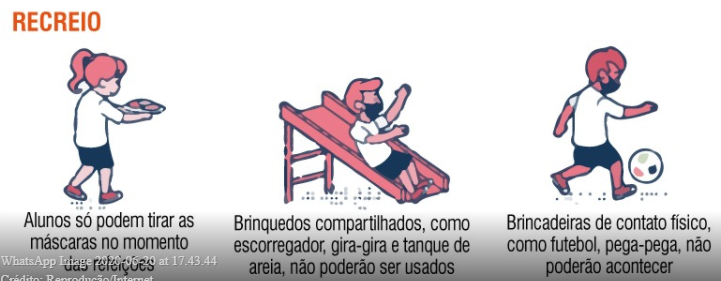 RECREIO
Alunos só podem tirar as
máscaras no momento
das refeições
Brinquedos compartilhados, como
escorregador, gira-gira e tanque de
areia, não poderão ser usados
Brincadeiras de contato físico,
como futebol, pega-pega, não
poderão acontecer
WhatsApp Image 2020-06-20 at 17.43.44
Crédito: Reprodução/Internet